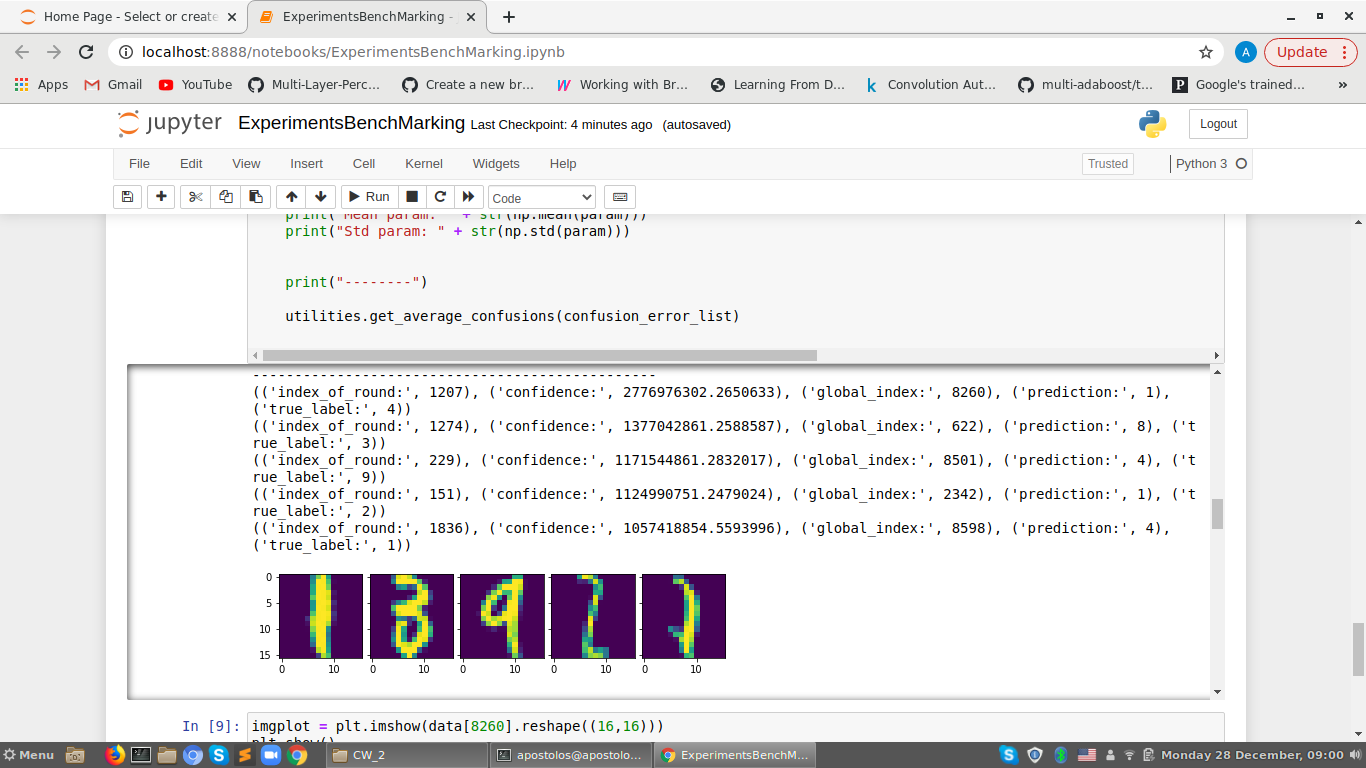 Home Page - Select or create
ExperimentsBenchMarking -
localhost:8888/notebooks/ExperimentsBenchMarking.ipynb
A
Update
Apps
Gmail
YouTube
Multi-Layer-Perc...
Create a new br...
Working with Br...
Learning From D...
Convolution Aut...
multi-adaboost/t...
Google's trained...
»
jupyter
ExperimentsBenchMarking Last Checkpoint: 4 minutes ago (autosaved)
Logout
File Edit View Insert Cell Kernel Widgets Help
Trusted
Python 3
Run
Code
print("Mean param: " + str(np.mean(param)))
print("Std param: " + str(np.std(param)))
print("--------")
utilities.get_average_confusions(confusion_error_list)
------------------------------------------------
(('index_of_round:', 1207), ('confidence:', 2776976302.2650633), ('global_index:', 8260), ('prediction:', 1),
('true_label:', 4))
(('index_of_round:', 1274), ('confidence:', 1377042861.2588587), ('global_index:', 622), ('prediction:', 8), ('t
rue_label:', 3))
(('index_of_round:', 229), ('confidence:', 1171544861.2832017), ('global_index:', 8501), ('prediction:', 4), ('t
rue_label:', 9))
(('index_of_round:', 151), ('confidence:', 1124990751.2479024), ('global_index:', 2342), ('prediction:', 1), ('t
rue_label:', 2))
(('index_of_round:', 1836), ('confidence:', 1057418854.5593996), ('global_index:', 8598), ('prediction:', 4),
('true_label:', 1))
0
5
10
15
0 10 0 10 0 10 0 10 0 10
In [9]: imgplot = plt.imshow(data[8260].reshape((16,16)))
plt.show()
Menu
CW_2
apostolos@apostolo...
ExperimentsBenchM...
Monday 28 December, 09:00